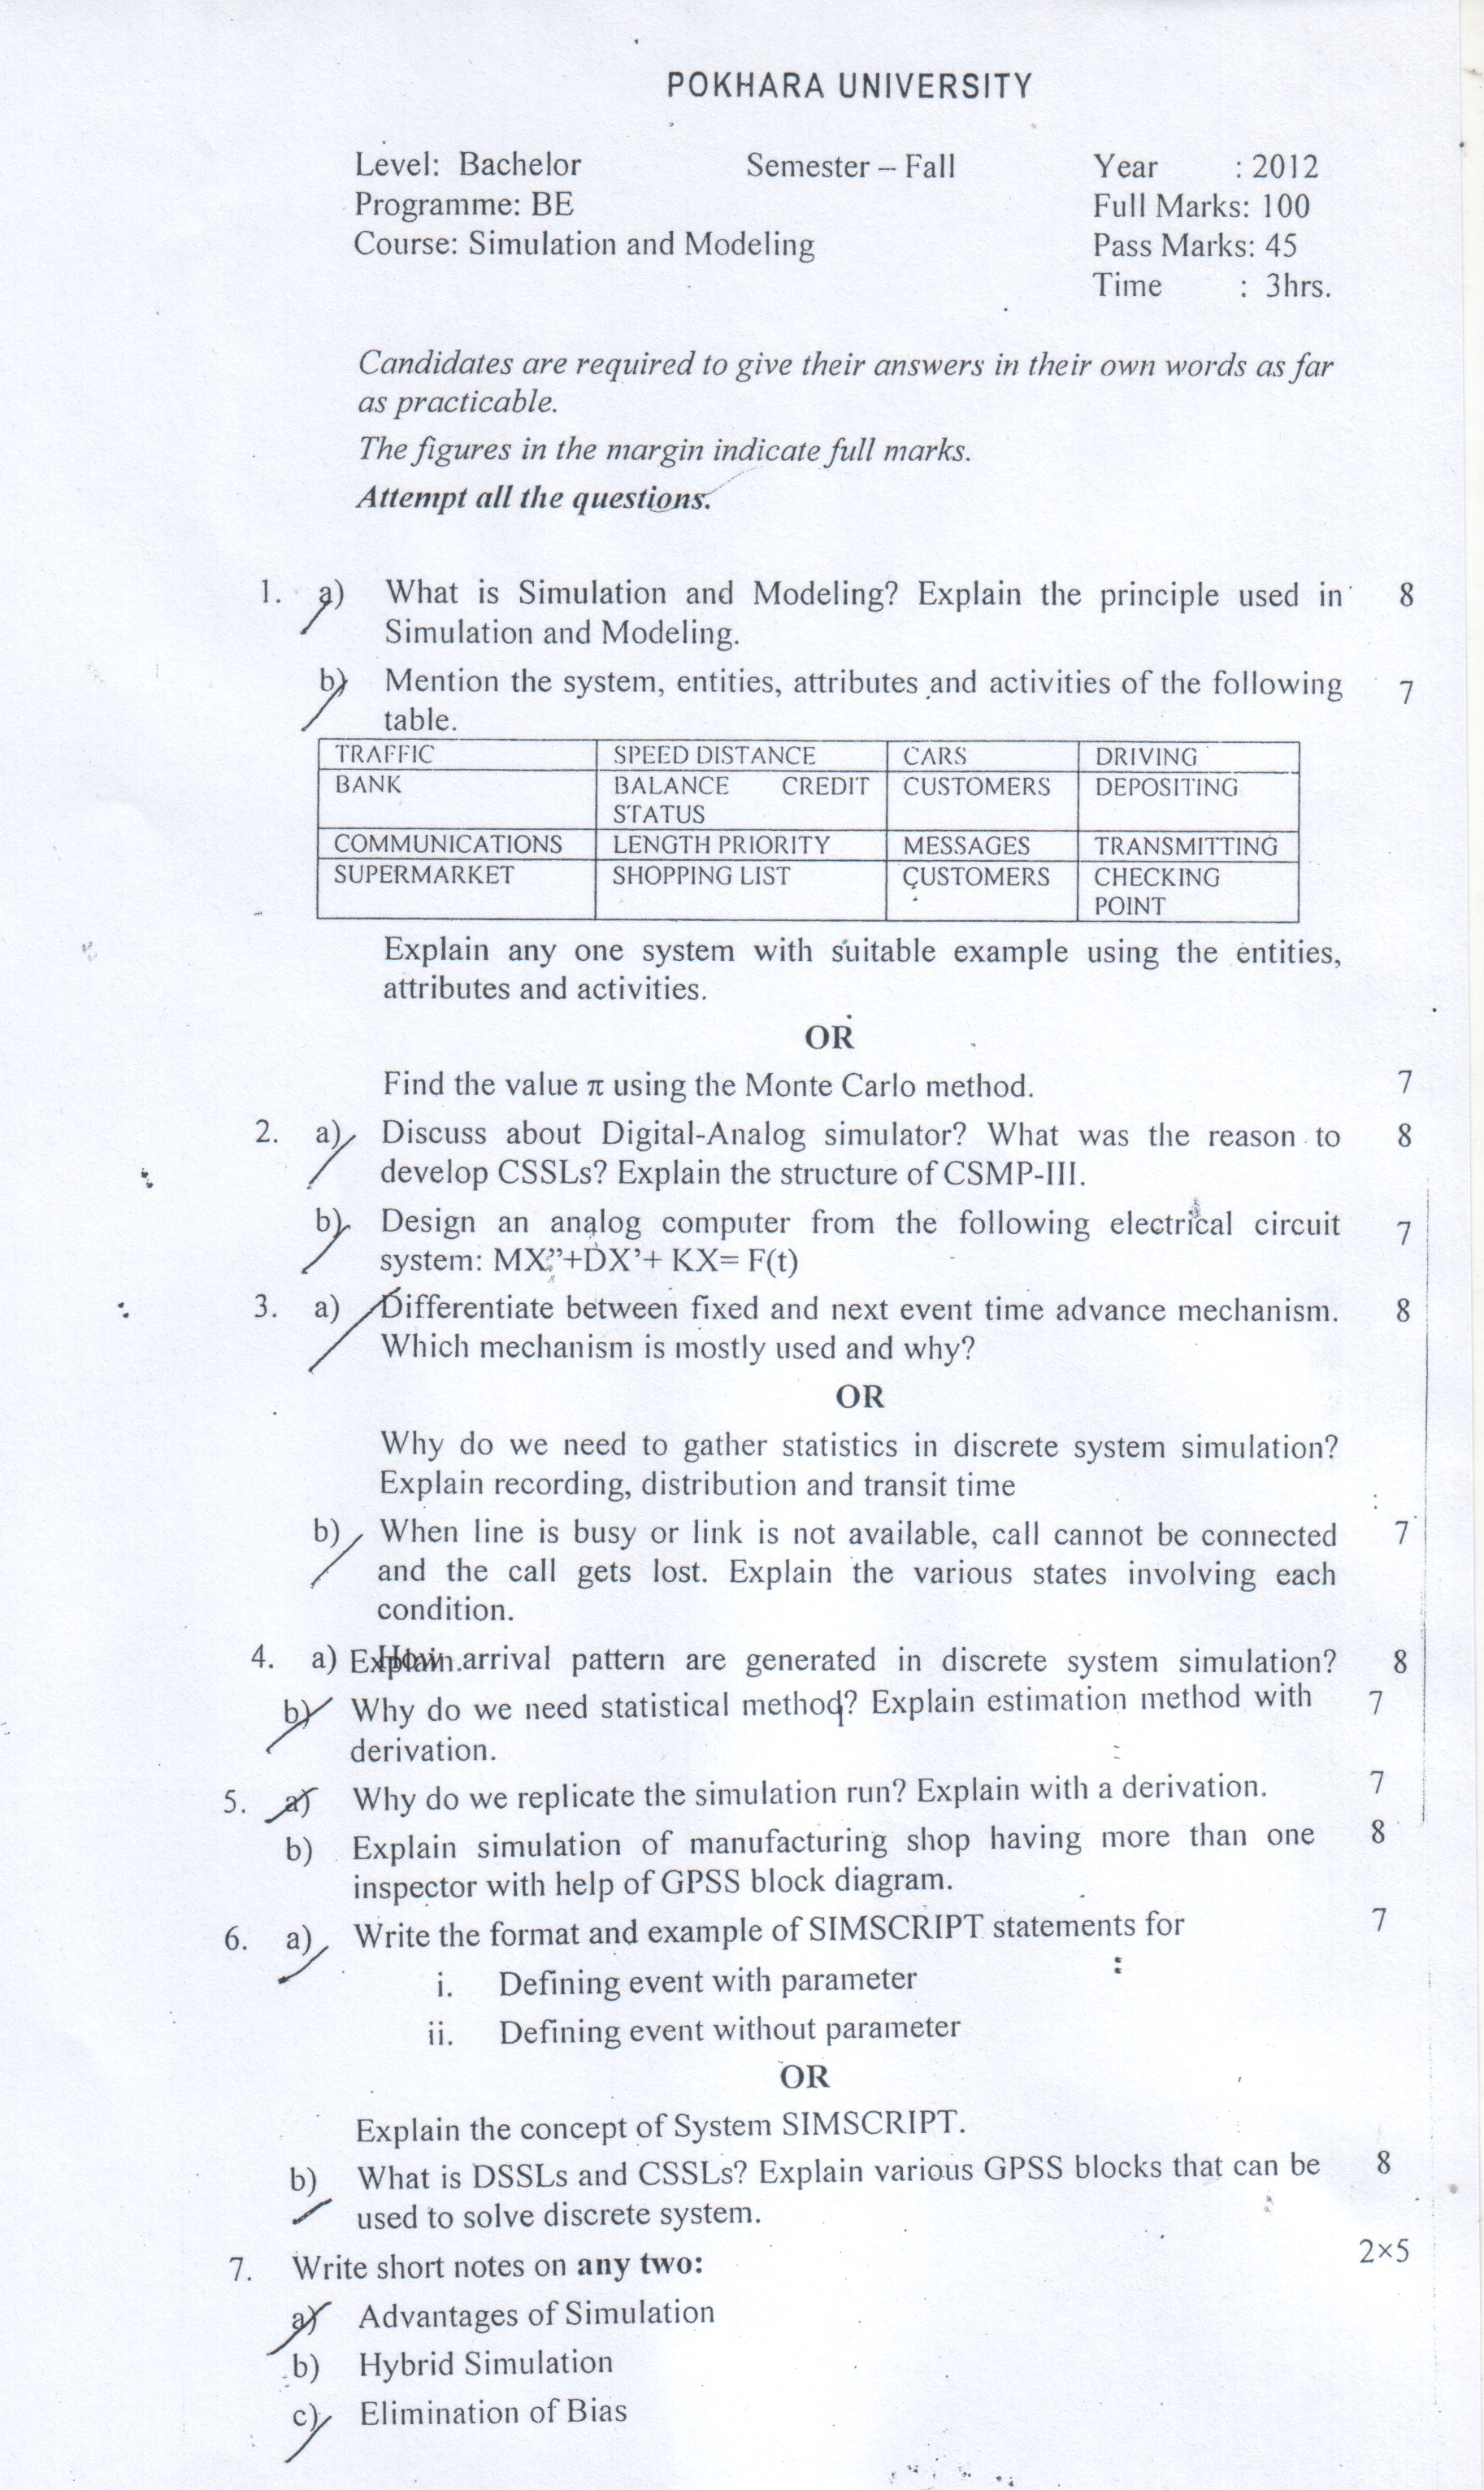 POKHARA UNIVERSITY
Level: Bachelor Semester – Fall Year : 2012
Programme: BE Full Marks: 100
Course: Simulation and Modeling Pass Marks: 45
Time : 3hrs.
Candidates are required to give their answers in their own words as far
as practicable.
The figures in the margin indicate full marks.
Attempt all the questions.
1. a) What is Simulation and Modeling? Explain the principle used in 8
Simulation and Modeling.
b) Mention the system, entities, attributes and activities of the following 7
table.
TRAFFIC SPEED DISTANCE CARS DRIVING
BANK BALANCE CREDIT CUSTOMERS DEPOSITING
STATUS
COMMUNICATIONS LENGTH PRIORITY MESSAGES TRANSMITTING
SUPERMARKET SHOPPING LIST CUSTOMERS CHECKING
POINT
Explain any one system with suitable example using the entities,
attributes and activities.
OR
Find the value π using the Monte Carlo method. 7
2. a) Discuss about Digital-Analog simulator? What was the reason to 8
develop CSSLs? Explain the structure of CSMP-III.
b) Design an analog computer from the following electrical circuit 7
system: MX”+DX’+ KX= F(t)
3. a) Differentiate between fixed and next event time advance mechanism. 8
Which mechanism is mostly used and why?
OR
Why do we need to gather statistics in discrete system simulation?
Explain recording, distribution and transit time
b) When line is busy or link is not available, call cannot be connected 7
and the call gets lost. Explain the various states involving each
condition.
4. a) How arrival pattern are generated in discrete system simulation? 8
Explain.
b) Why do we need statistical method? Explain estimation method with 7
derivation.
5. a) Why do we replicate the simulation run? Explain with a derivation. 7
b) Explain simulation of manufacturing shop having more than one 8
inspector with help of GPSS block diagram.
6. a) Write the format and example of SIMSCRIPT statements for 7
i. Defining event with parameter
ii. Defining event without parameter
OR
Explain the concept of System SIMSCRIPT.
b) What is DSSLs and CSSLs? Explain various GPSS blocks that can be 8
used to solve discrete system.
7. Write short notes on any two: 2×5
a) Advantages of Simulation
b) Hybrid Simulation
c) Elimination of Bias